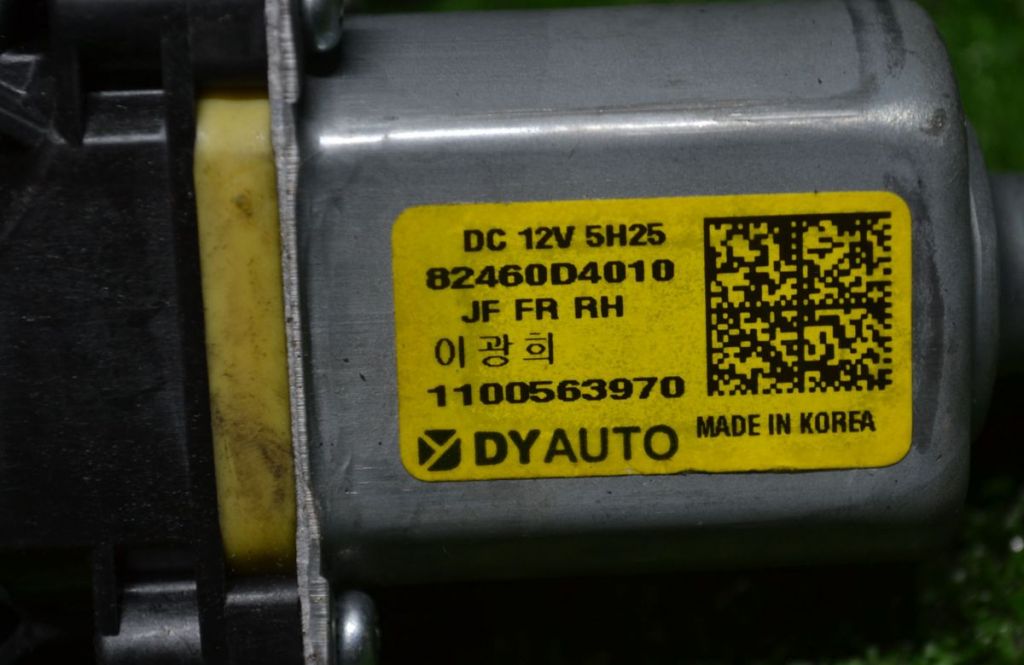 DC 12V 5H25
82460D4010
JF FR RH
이광희
1100563970
DYAUTO
MADE IN KOREA